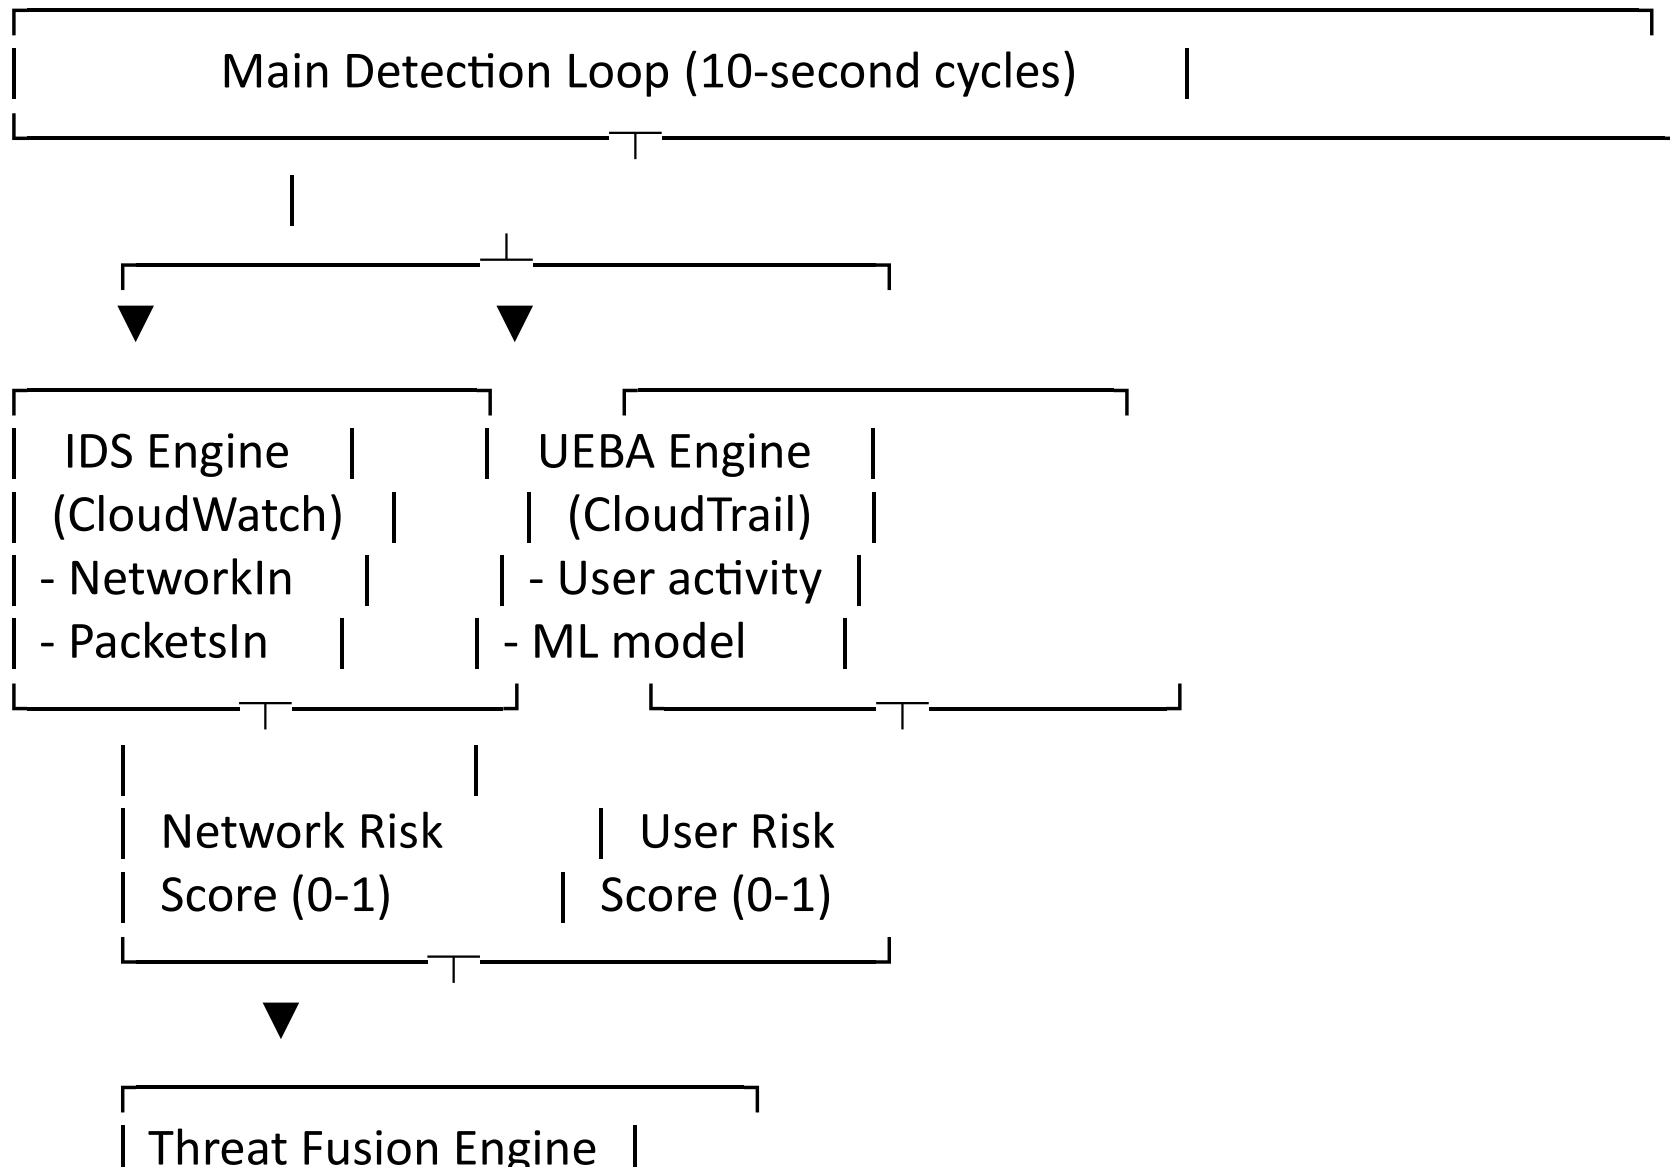 Main Detection Loop (10-second cycles)
IDS Engine UEBA Engine
(CloudWatch) (CloudTrail)
- NetworkIn - User activity
- PacketsIn - ML model
Network Risk User Risk
Score (0-1) Score (0-1)
Threat Fusion Engine